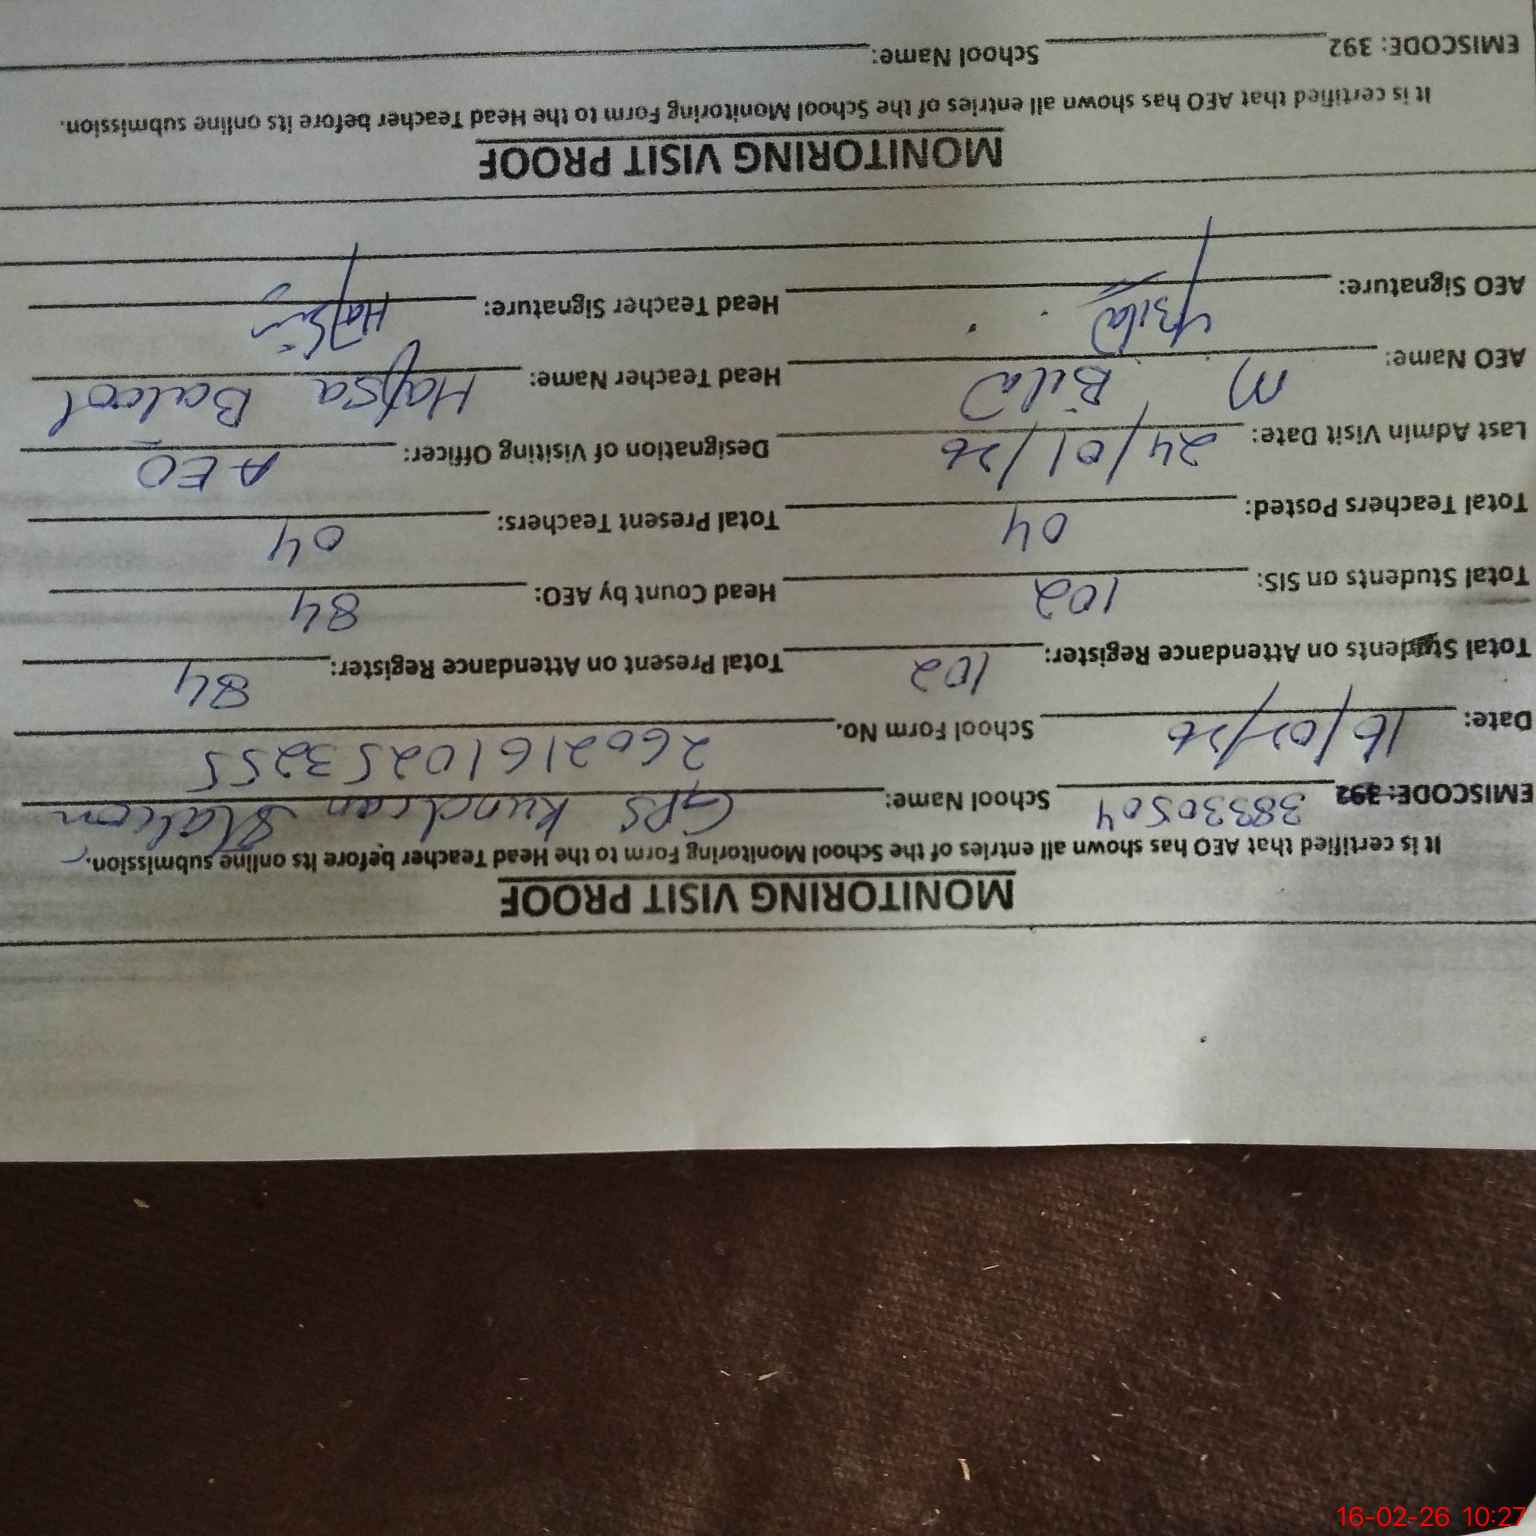 MONITORING VISIT PROOF
It is certified that AEO has shown all entries of the School Monitoring Form to the Head Teacher before its online submission.
EMISCODE: 392 38330504 School Name: GPS Kundian
Date: 16/02/26 School Form No. 26021610253255
Total Students on Attendance Register: 102 Total Present on Attendance Register: 84
Total Students on SIS: 102 Head Count by AEO: 84
Total Teachers Posted: 04 Total Present Teachers: 04
Last Admin Visit Date: 24/01/26 Designation of Visiting Officer: AEO
AEO Name: M Bilal Head Teacher Name: Hafsa Batool
AEO Signature: Bilal Head Teacher Signature:
MONITORING VISIT PROOF
It is certified that AEO has shown all entries of the School Monitoring Form to the Head Teacher before its online submission.
EMISCODE: 392 School Name:
16-02-26 10:27